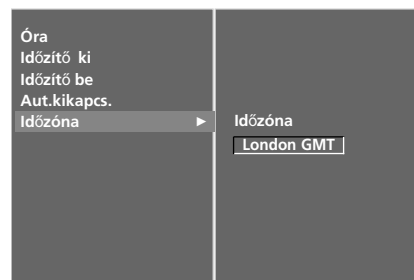 Óra
Időzítő ki
Időzítő be
Aut.kikapcs.
Időzóna ►
Időzóna
London GMT